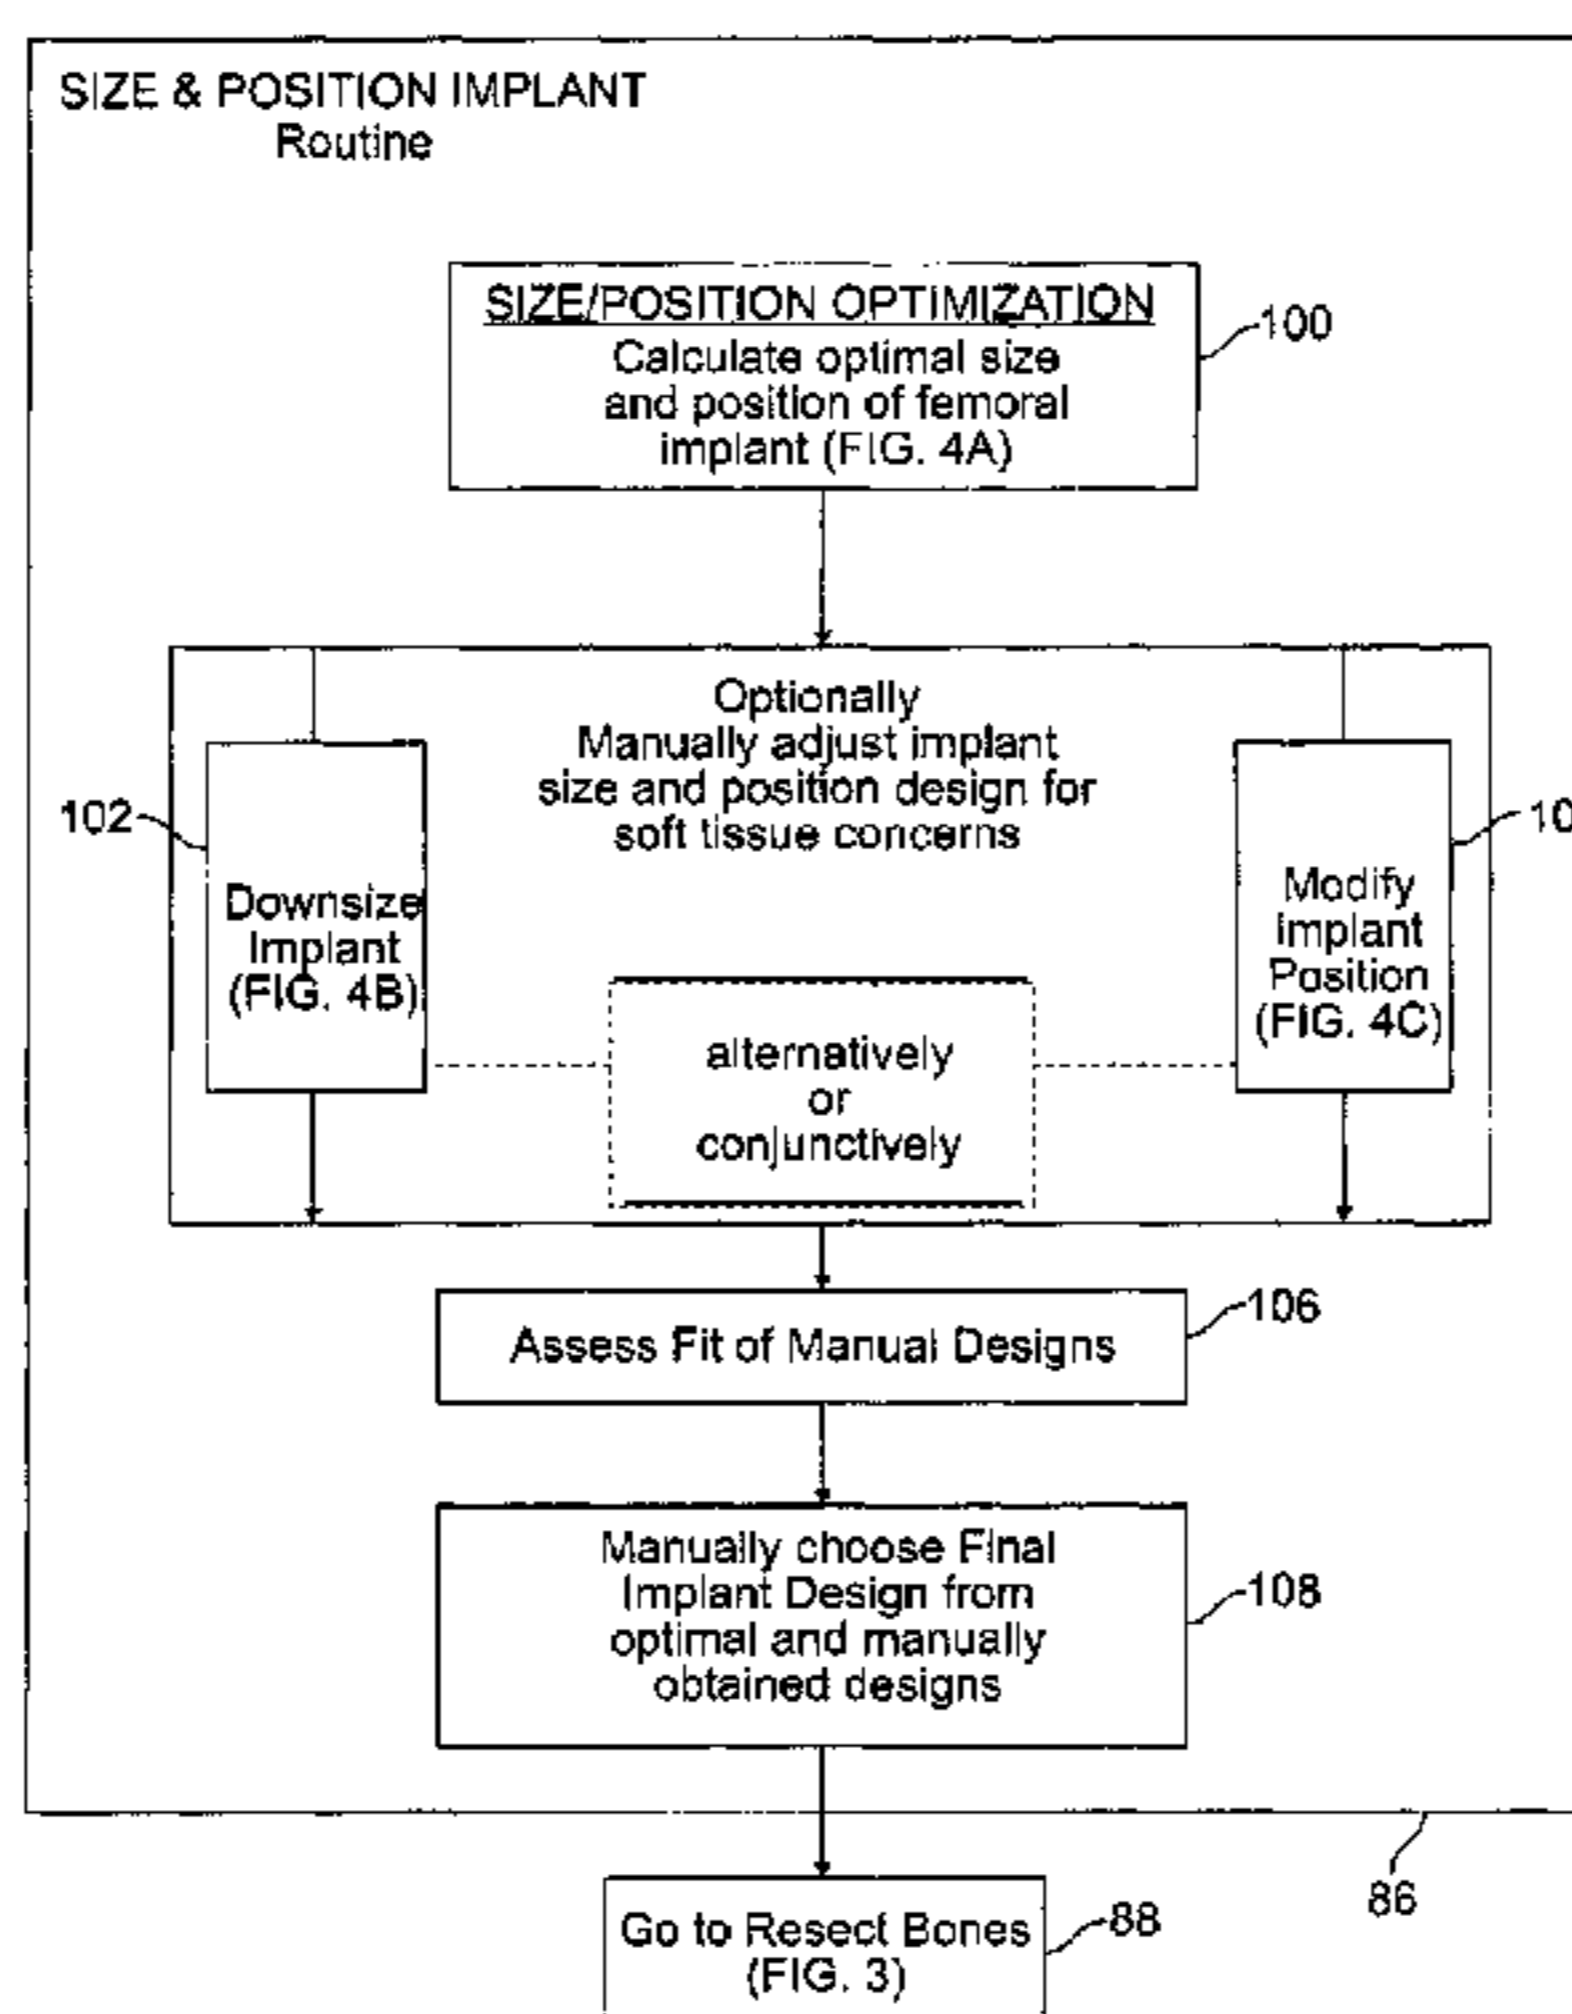 SIZE & POSITION IMPLANT
Routine
SIZE/POSITION OPTIMIZATION
Calculate optimal size
and position of femoral
implant (FIG. 4A)
100
Optionally
Manually adjust implant
size and position design for
soft tissue concerns
102
Downsize
Implant
(FIG. 4B)
10
Modify
Implant
Position
(FIG. 4C)
alternatively
or
conjunctively
106
Assess Fit of Manual Designs
Manually choose Final
Implant Design from
optimal and manually
obtained designs
108
86
Go to Resect Bones
(FIG. 3)
88